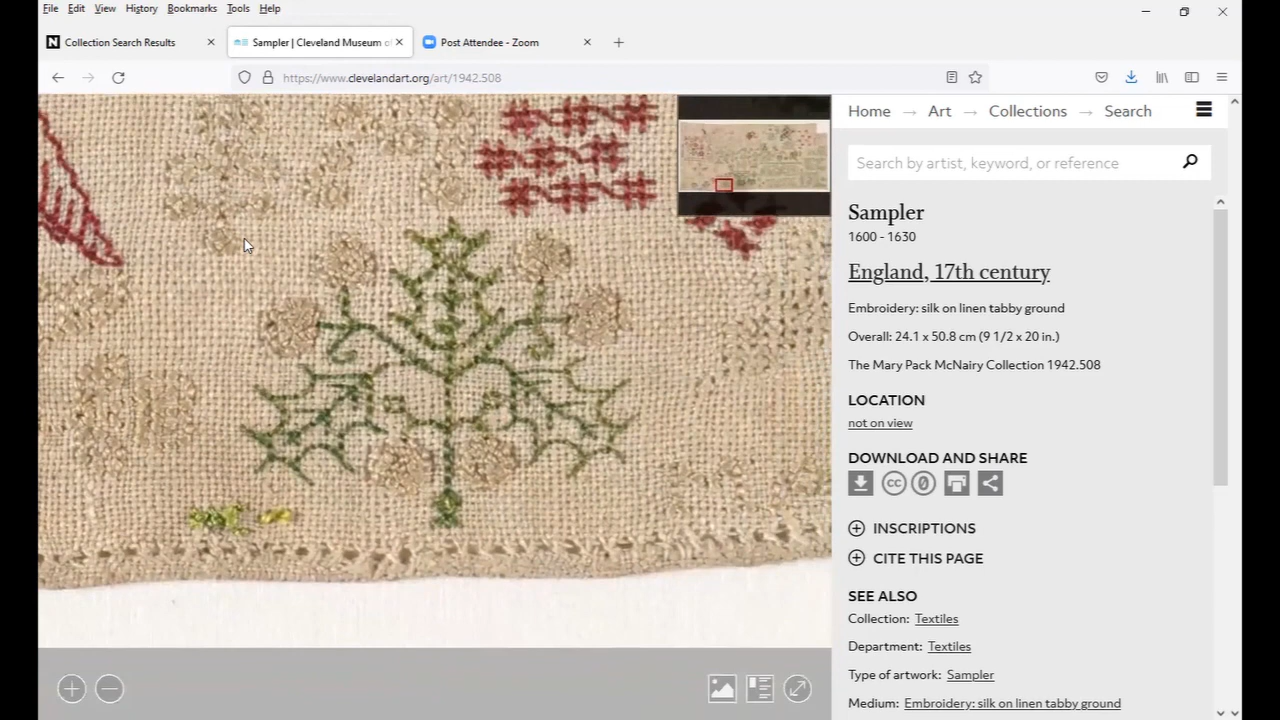 File Edit View History Bookmarks Tools Help
Collection Search Results
Sampler | Cleveland Museum o
Post Attendee - Zoom
https://www.clevelandart.org/art/1942.508
Home → Art → Collections → Search
Search by artist, keyword, or reference
Sampler
1600 - 1630
England, 17th century
Embroidery: silk on linen tabby ground
Overall: 24.1 x 50.8 cm (9 1/2 x 20 in.)
The Mary Pack McNairy Collection 1942.508
LOCATION
not on view
DOWNLOAD AND SHARE
INSCRIPTIONS
CITE THIS PAGE
SEE ALSO
Collection: Textiles
Department: Textiles
Type of artwork: Sampler
Medium: Embroidery: silk on linen tabby ground